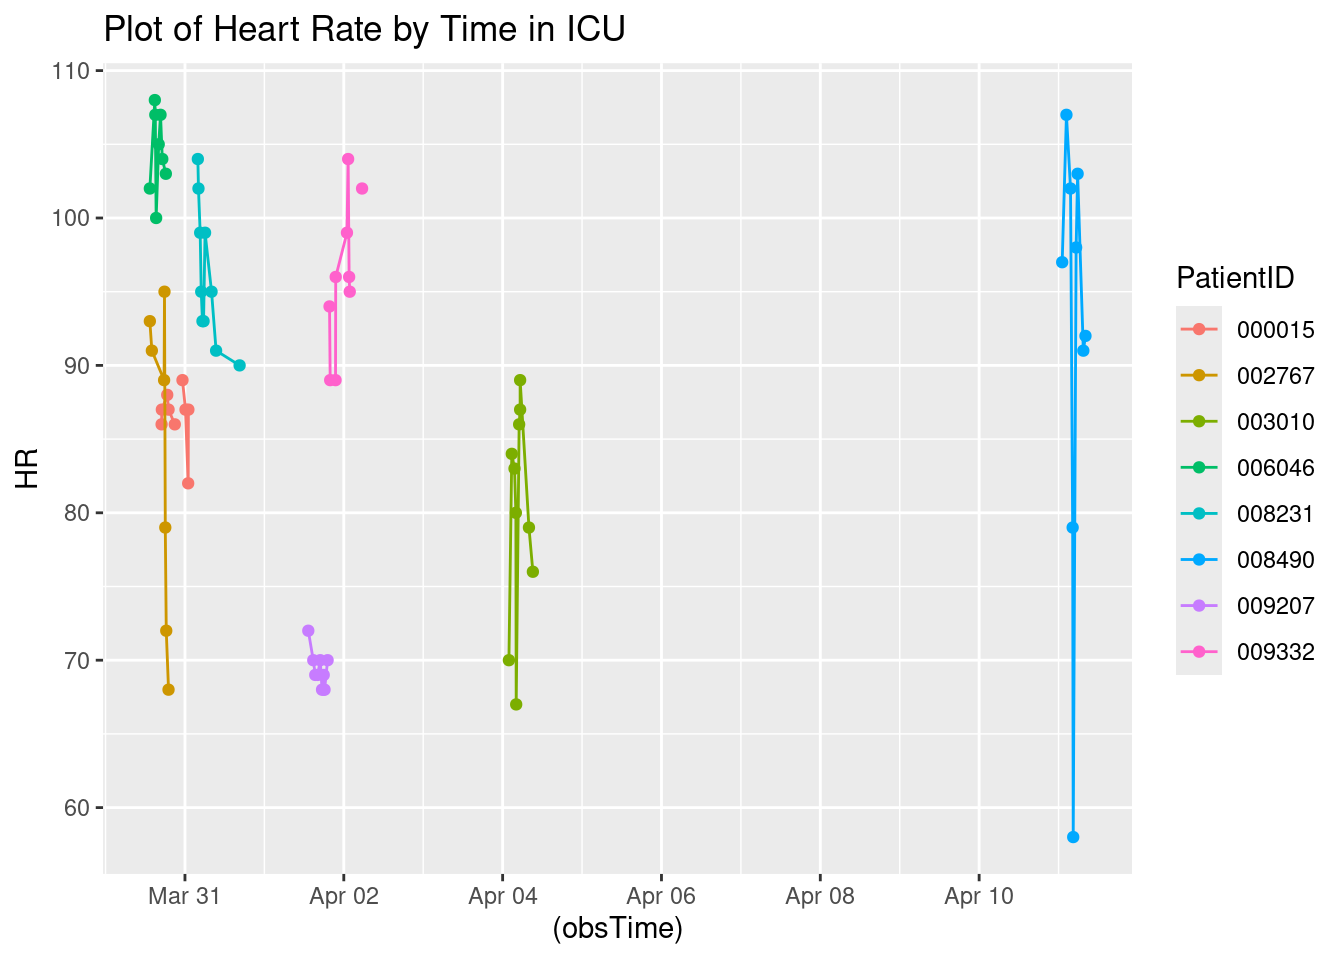 Plot of Heart Rate by Time in ICU
110
100
90
80
70
60
HR
Mar 31 Apr 02 Apr 04 Apr 06 Apr 08 Apr 10
(obsTime)
PatientID
000015
002767
003010
006046
008231
008490
009207
009332